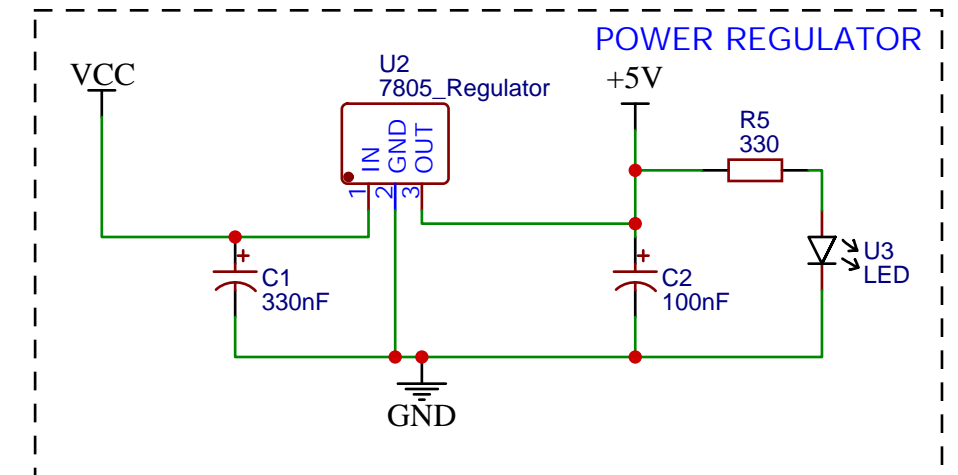 POWER REGULATOR
VCC
U2
7805_Regulator
+5V
IN
GND
OUT
1
2
3
R5
330
+
C1
330nF
+
C2
100nF
U3
LED
GND